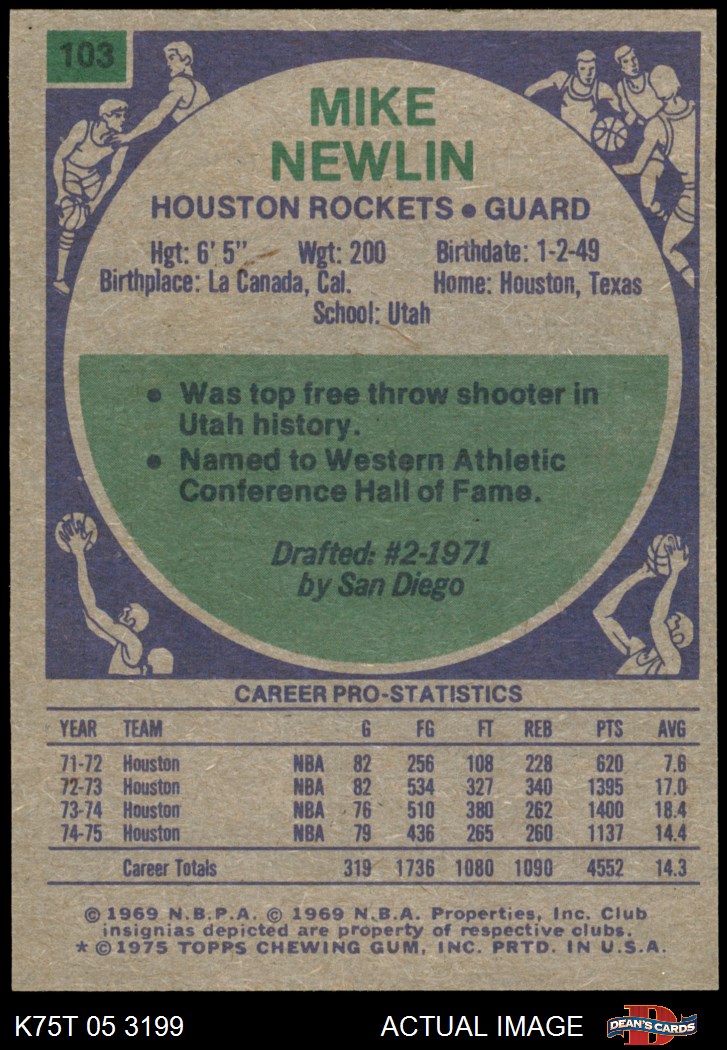 103
MIKE
NEWLIN
HOUSTON ROCKETS • GUARD
Hgt: 6' 5" Wgt: 200 Birthdate: 1-2-49
Birthplace: La Canada, Cal. Home: Houston, Texas
School: Utah
• Was top free throw shooter in
Utah history.
• Named to Western Athletic
Conference Hall of Fame.
Drafted: #2-1971
by San Diego
CAREER PRO-STATISTICS
YEAR TEAM G FG FT REB PTS AVG
71-72 Houston NBA 82 256 108 228 620 7.6
72-73 Houston NBA 82 534 327 340 1395 17.0
73-74 Houston NBA 76 510 380 262 1400 18.4
74-75 Houston NBA 79 436 265 260 1137 14.4
Career Totals 319 1736 1080 1090 4552 14.3
© 1969 N.B.P.A. © 1969 N.B.A. Properties, Inc. Club
insignias depicted are property of respective clubs.
* © 1975 TOPPS CHEWING GUM, INC. PRTD. IN U.S.A.
K75T 05 3199 ACTUAL IMAGE D DEAN'S CARDS